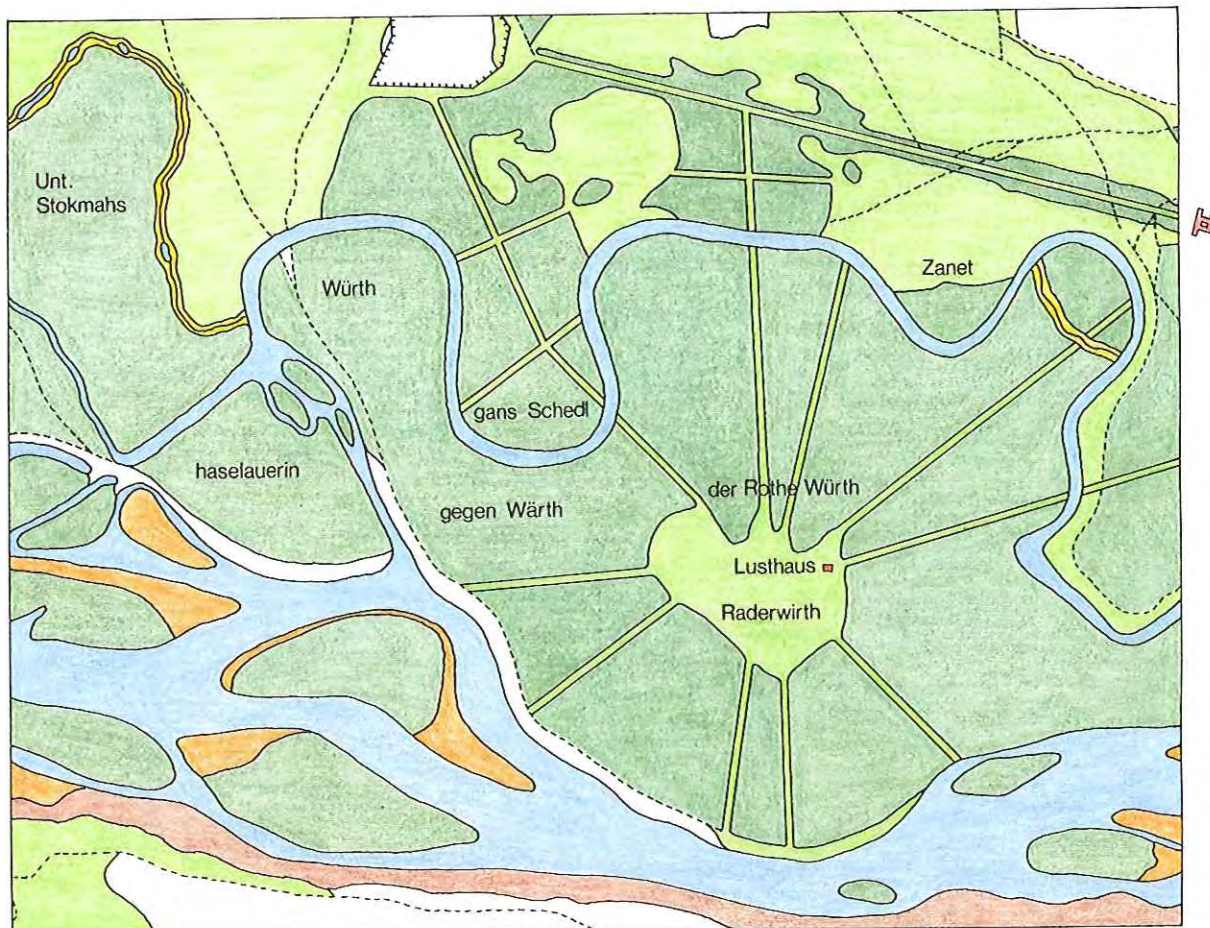 Unt.
Stokmahs
Würth
Zanet
gans Schedl
haselauerin
gegen Wärth
der Rothe Würth
Lusthaus
Raderwirth